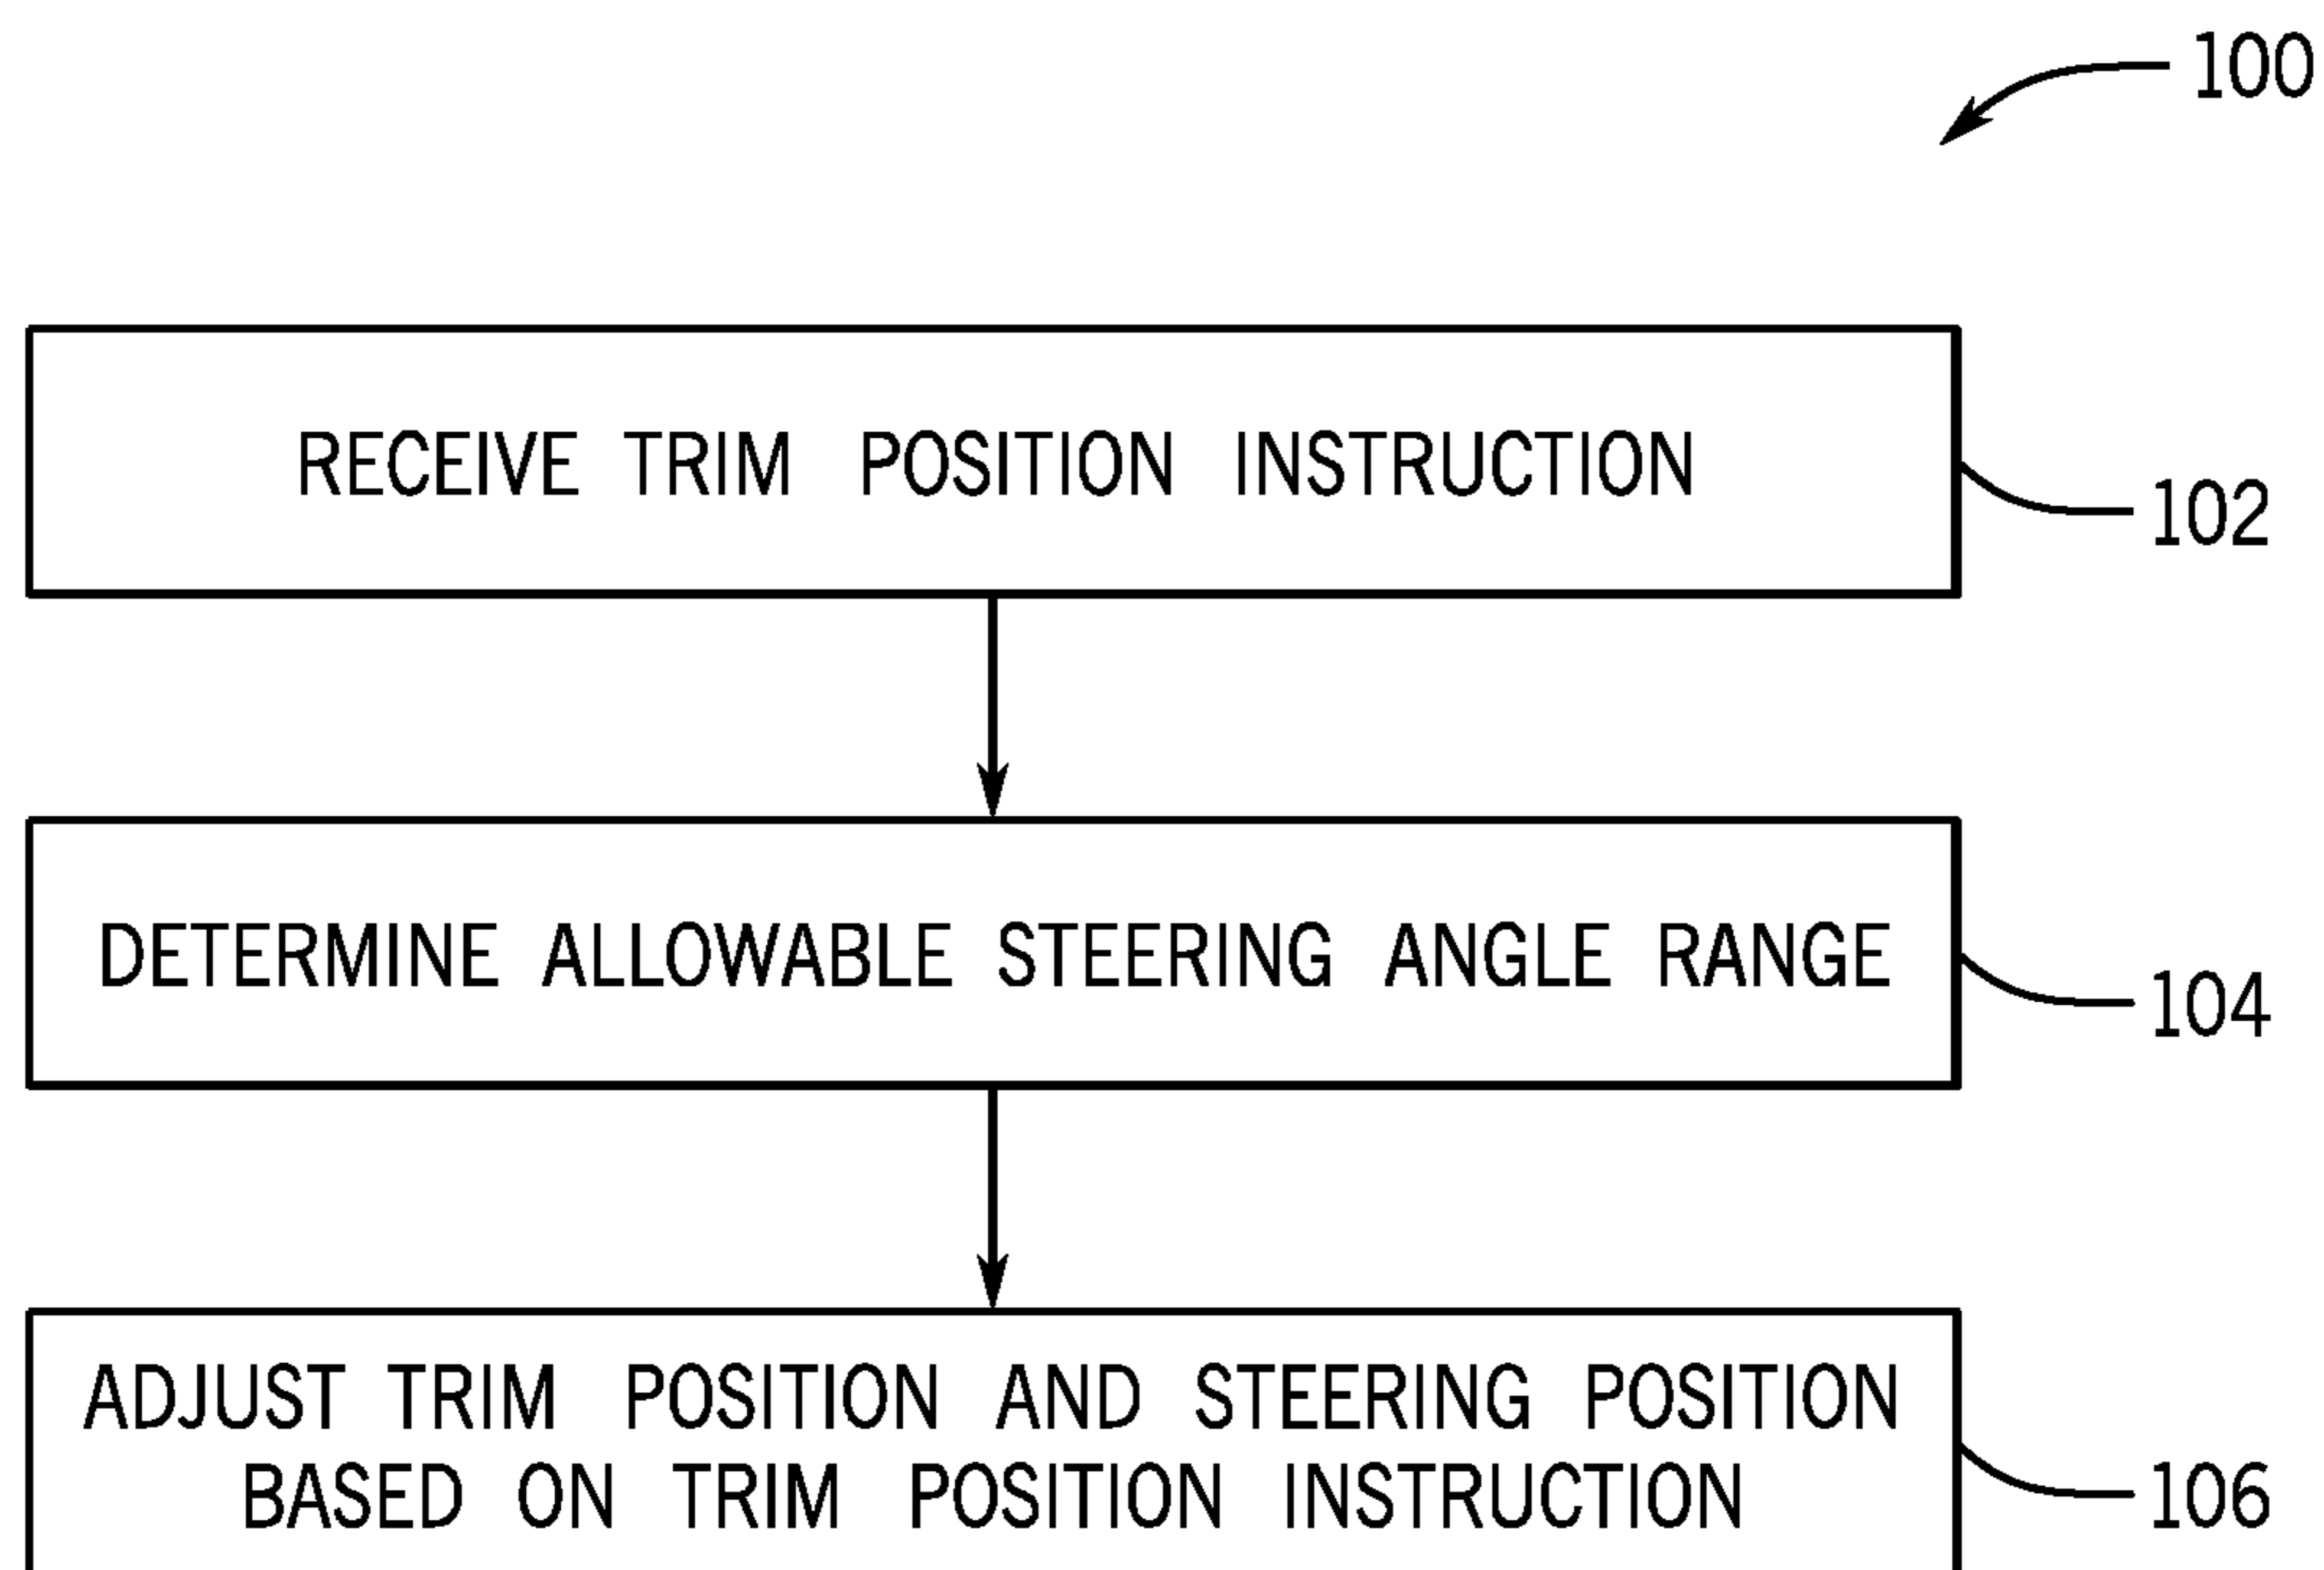 100
RECEIVE TRIM POSITION INSTRUCTION
102
DETERMINE ALLOWABLE STEERING ANGLE RANGE
104
ADJUST TRIM POSITION AND STEERING POSITION
BASED ON TRIM POSITION INSTRUCTION
106